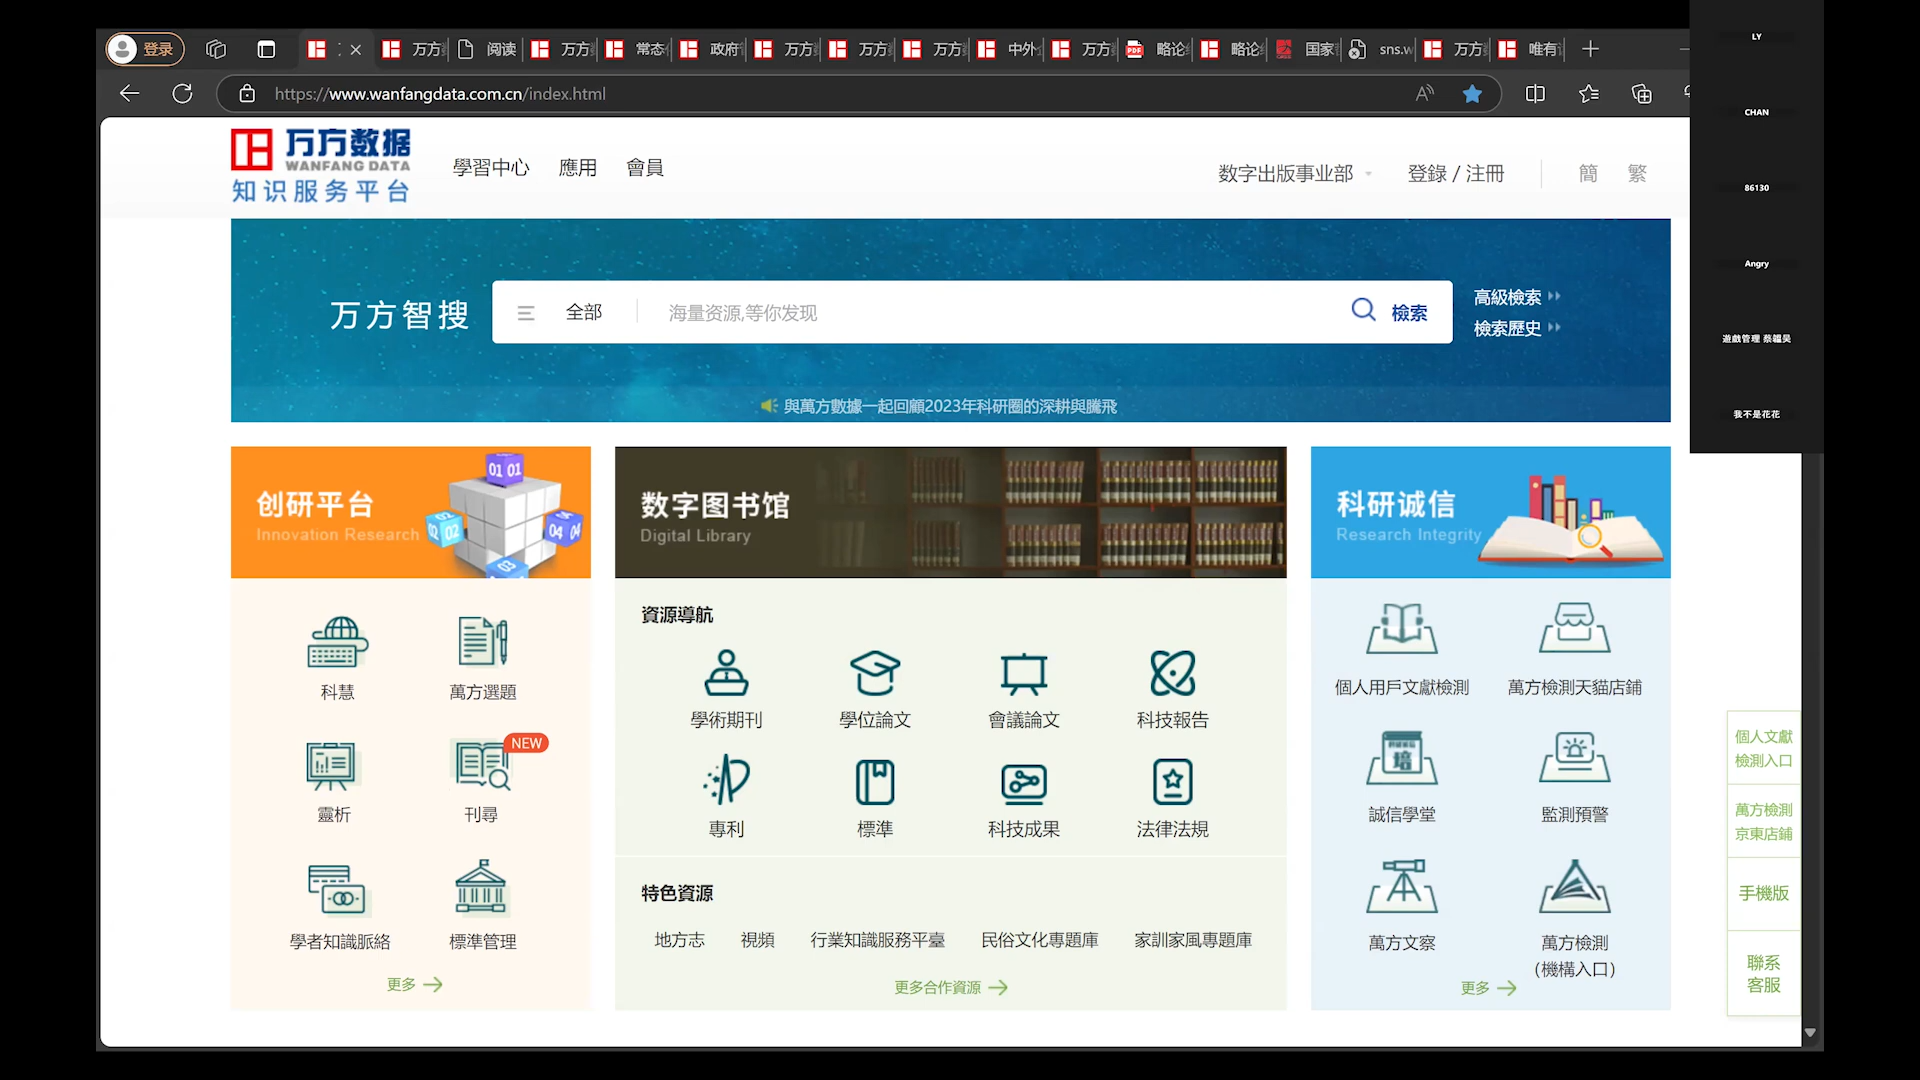 登录
万方
阅读
万方
常态
政府
万方
万方
万方
中外
万方
略论
略论
国家
sns.w
万方
唯有
https://www.wanfangdata.com.cn/index.html
万方数据
WANFANG DATA
知识服务平台
學習中心
應用
會員
数字出版事业部
登錄 / 注冊
簡
繁
万方智搜
全部
海量资源,等你发现
檢索
高級檢索
檢索歷史
與萬方數據一起回顧2023年科研圈的深耕與騰飛
创研平台
Innovation Research
01 01
02
02
04
03
科慧
萬方選題
靈析
NEW
刊尋
學者知識脈絡
標準管理
更多
数字图书馆
Digital Library
資源導航
學術期刊
學位論文
會議論文
科技報告
專利
標準
科技成果
法律法規
特色資源
地方志
視頻
行業知識服務平臺
民俗文化專題庫
家訓家風專題庫
更多合作資源
科研诚信
Research Integrity
個人用戶文獻檢測
萬方檢測天貓店鋪
培
誠信學堂
監測預警
萬方文察
萬方檢測
(機構入口)
更多
個人文獻
檢測入口
萬方檢測
京東店鋪
手機版
聯系
客服
LY
CHAN
86130
Angry
我不是花花